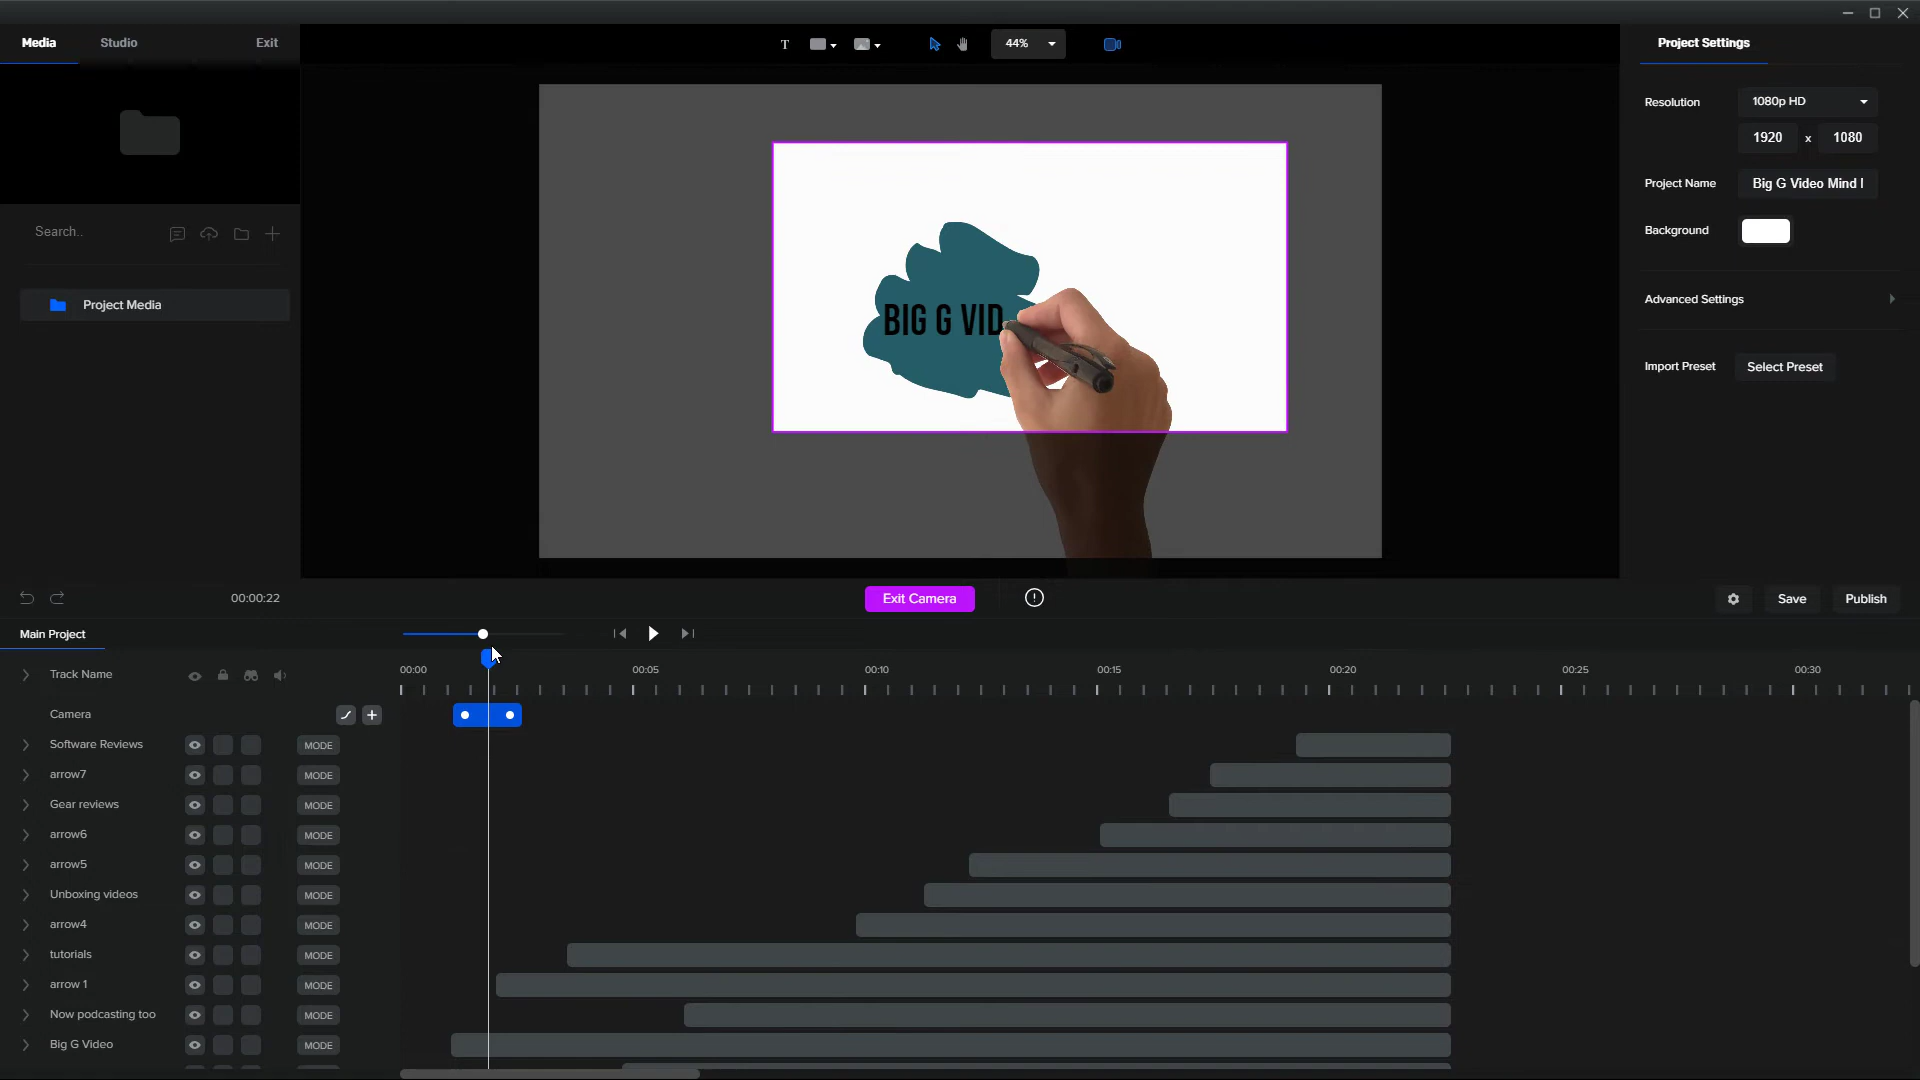 Media
Studio
Exit
T
44%
Project Settings
Resolution
1080p HD
1920 x 1080
Project Name
Big G Video Mind
Background
Advanced Settings
Import Preset
Select Preset
Search..
Project Media
BIG G VID
00:00:22
Exit Camera
Save
Publish
Main Project
00:00
00:05
00:10
00:15
00:20
00:25
00:30
Track Name
Camera
Software Reviews
MODE
arrow7
MODE
Gear reviews
MODE
arrow6
MODE
arrow5
MODE
Unboxing videos
MODE
arrow4
MODE
tutorials
MODE
arrow 1
MODE
Now podcasting too
MODE
Big G Video
MODE